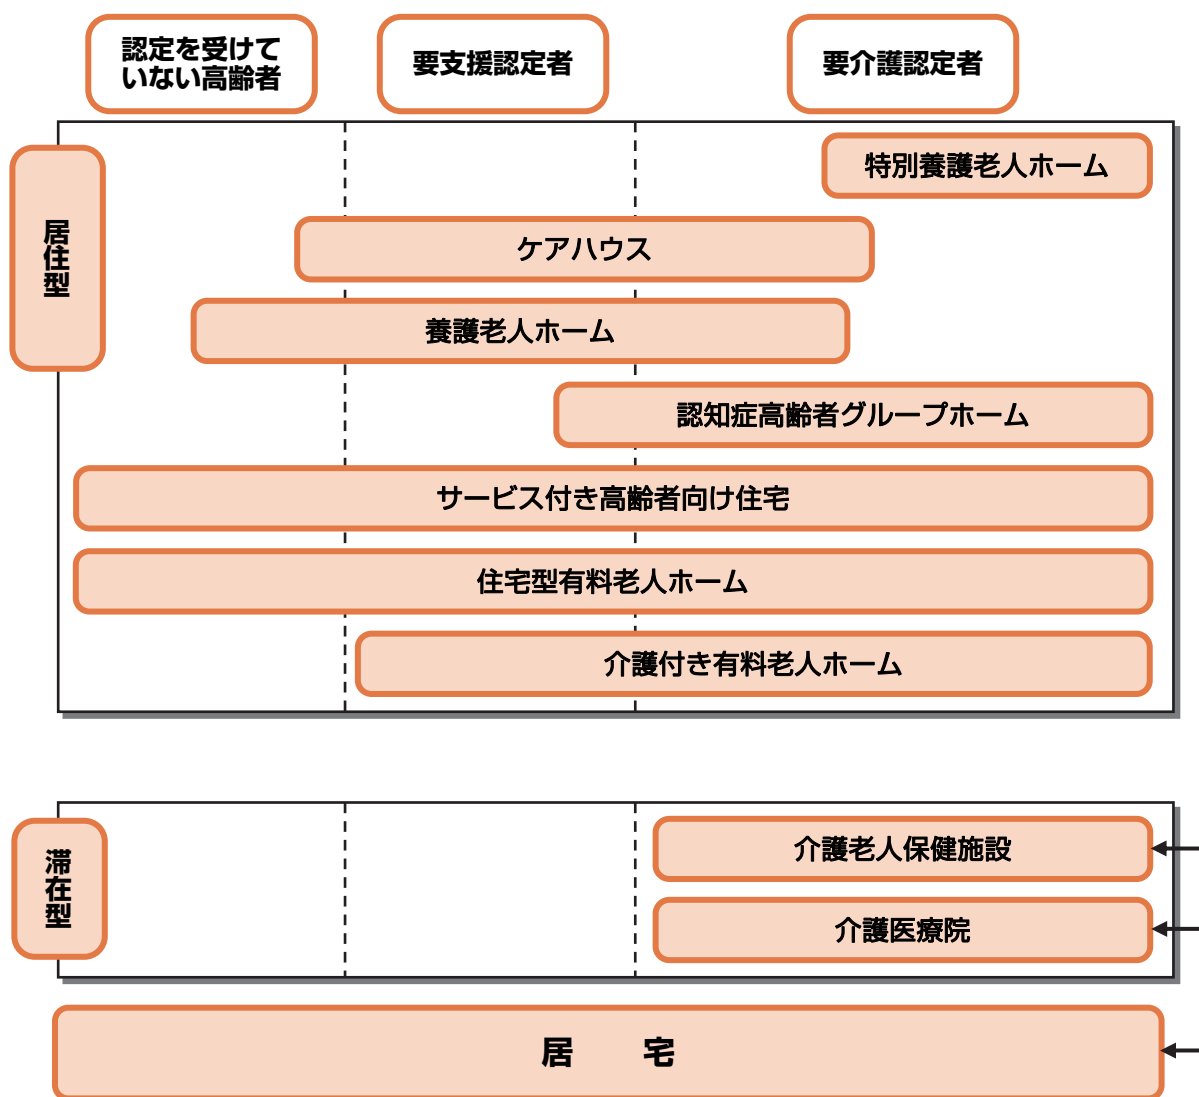 認定を受けて
いない高齢者
要支援認定者
要介護認定者
居住型
特別養護老人ホーム
ケアハウス
養護老人ホーム
認知症高齢者グループホーム
サービス付き高齢者向け住宅
住宅型有料老人ホーム
介護付き有料老人ホーム
滞在型
介護老人保健施設
介護医療院
居　宅